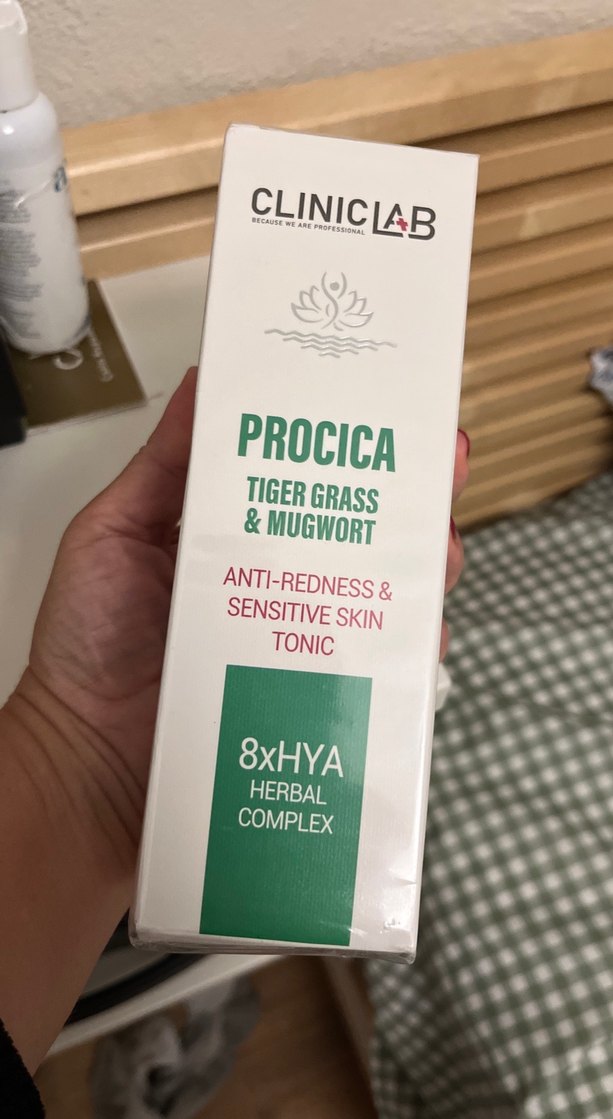 CLINICLAB
BECAUSE WE ARE PROFESSIONAL
PROCICA
TIGER GRASS
& MUGWORT
ANTI-REDNESS &
SENSITIVE SKIN
TONIC
8xHYA
HERBAL
COMPLEX